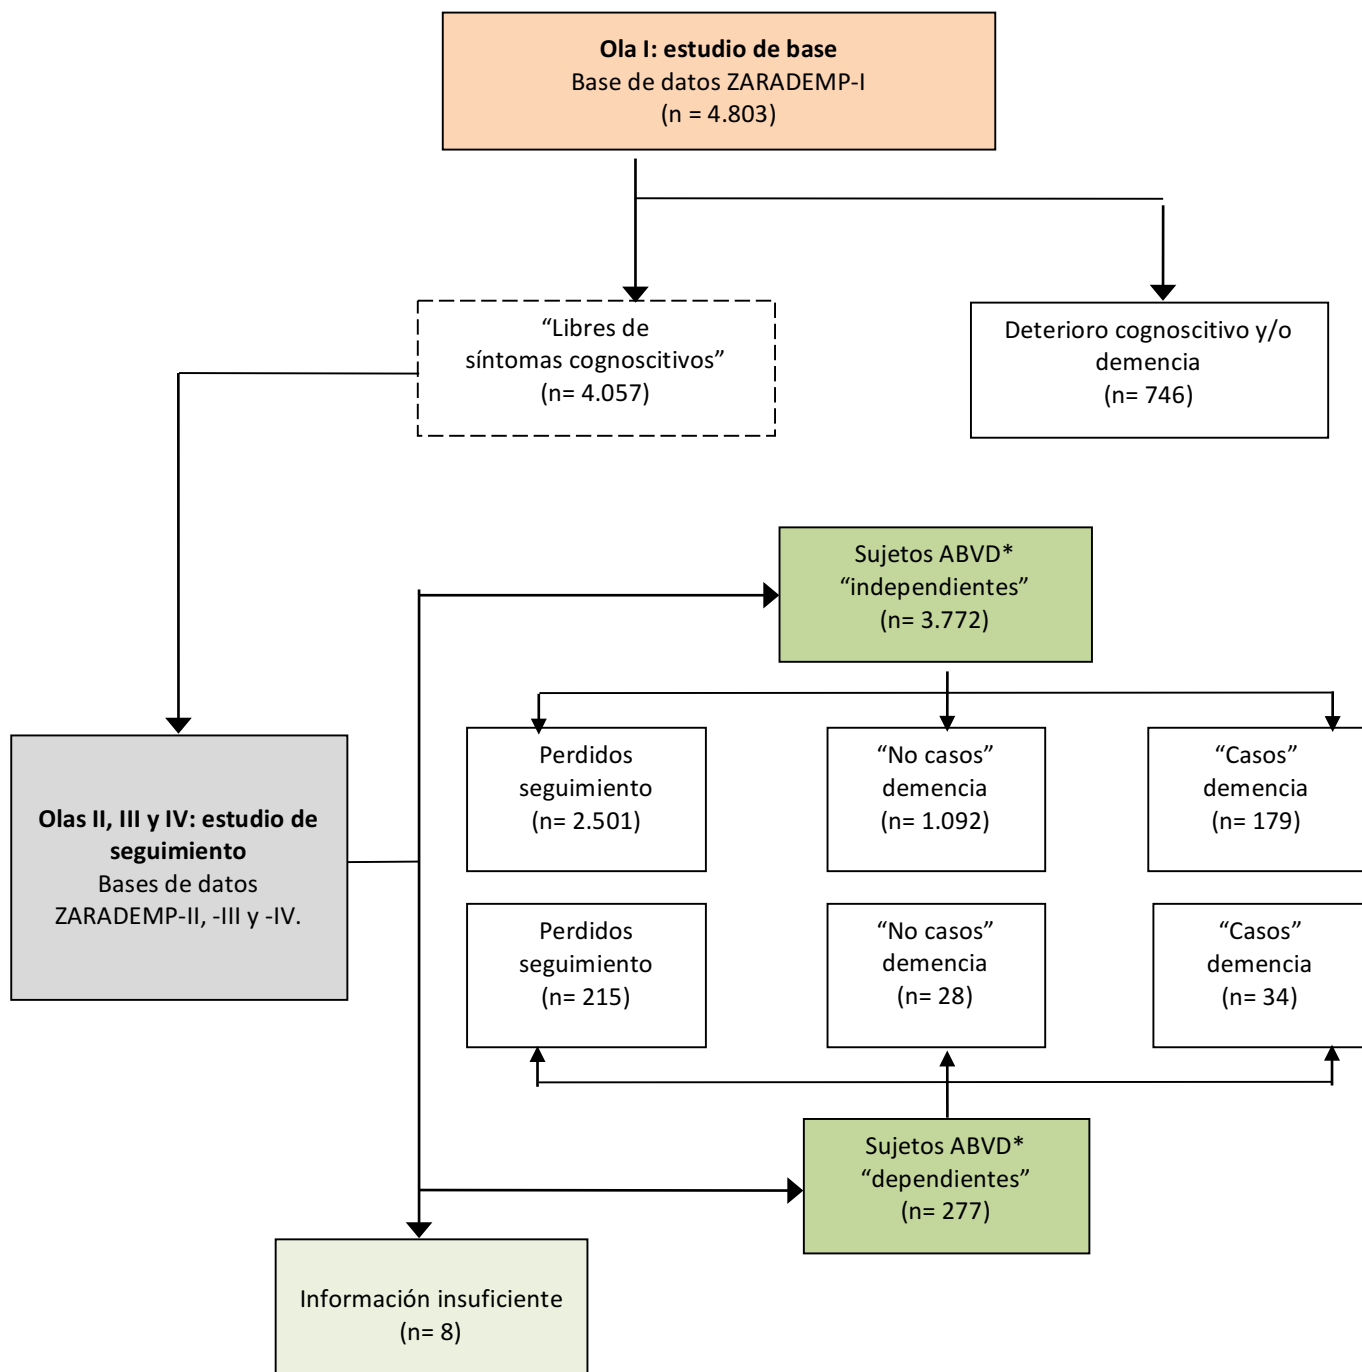 Ola I: estudio de base
Base de datos ZARADEMP-I
(n = 4.803)
“Libres de
síntomas cognoscitivos”
(n= 4.057)
Deterioro cognoscitivo y/o
demencia
(n= 746)
Sujetos ABVD*
“independientes”
(n= 3.772)
Perdidos
seguimiento
(n= 2.501)
“No casos”
demencia
(n= 1.092)
“Casos”
demencia
(n= 179)
Olas II, III y IV: estudio de
seguimiento
Bases de datos
ZARADEMP-II, -III y -IV.
Perdidos
seguimiento
(n= 215)
“No casos”
demencia
(n= 28)
“Casos”
demencia
(n= 34)
Sujetos ABVD*
“dependientes”
(n= 277)
Información insuficiente
(n= 8)